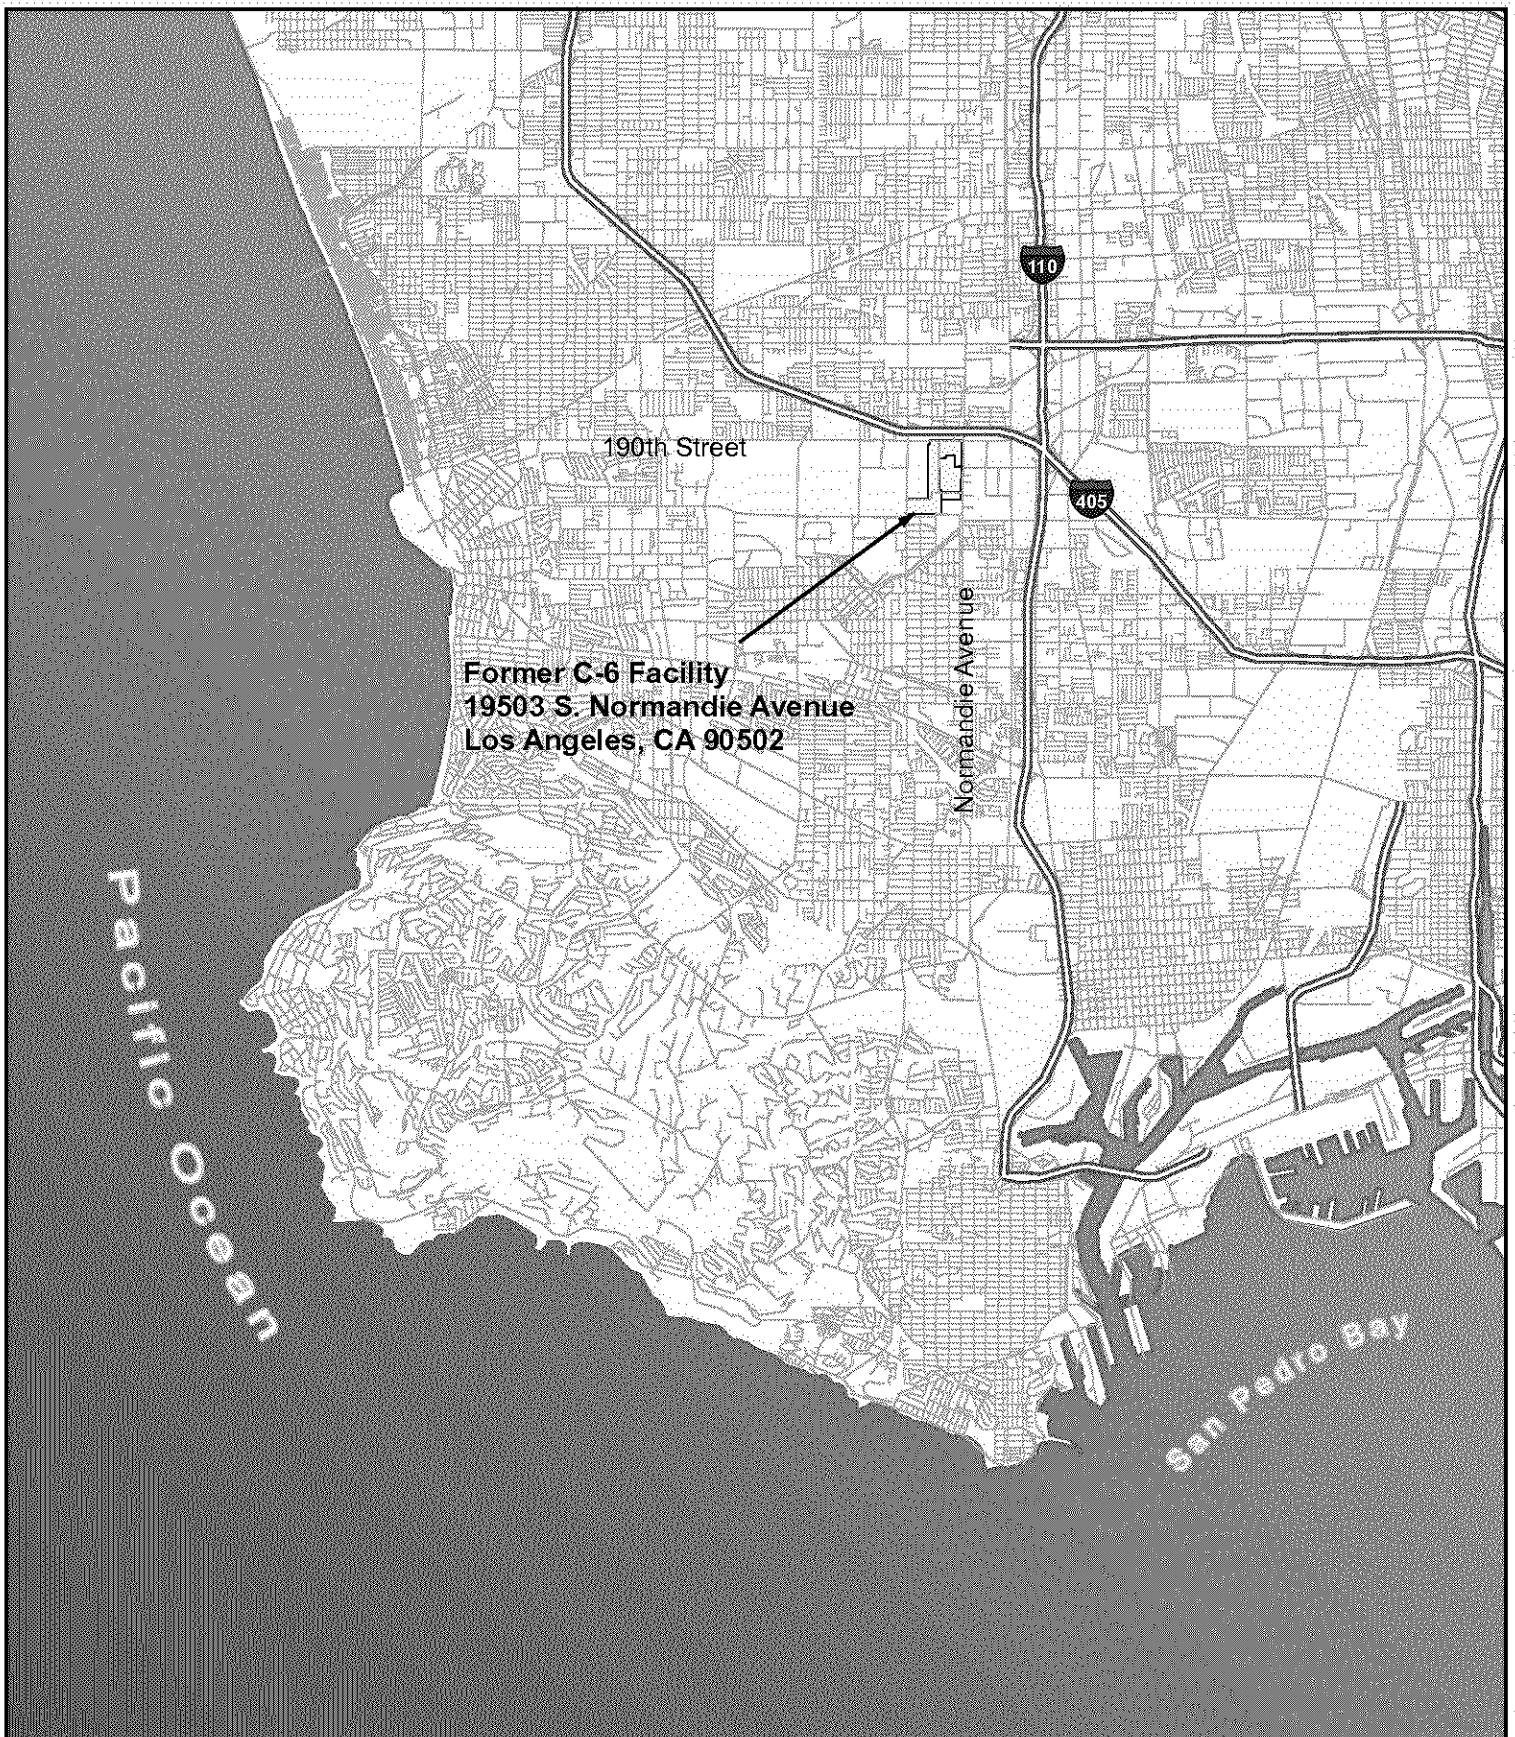 110
190th Street
405
Former C-6 Facility
19503 S. Normandie Avenue
Los Angeles, CA 90502
Normandie Avenue
Pacific Ocean
San Pedro Bay